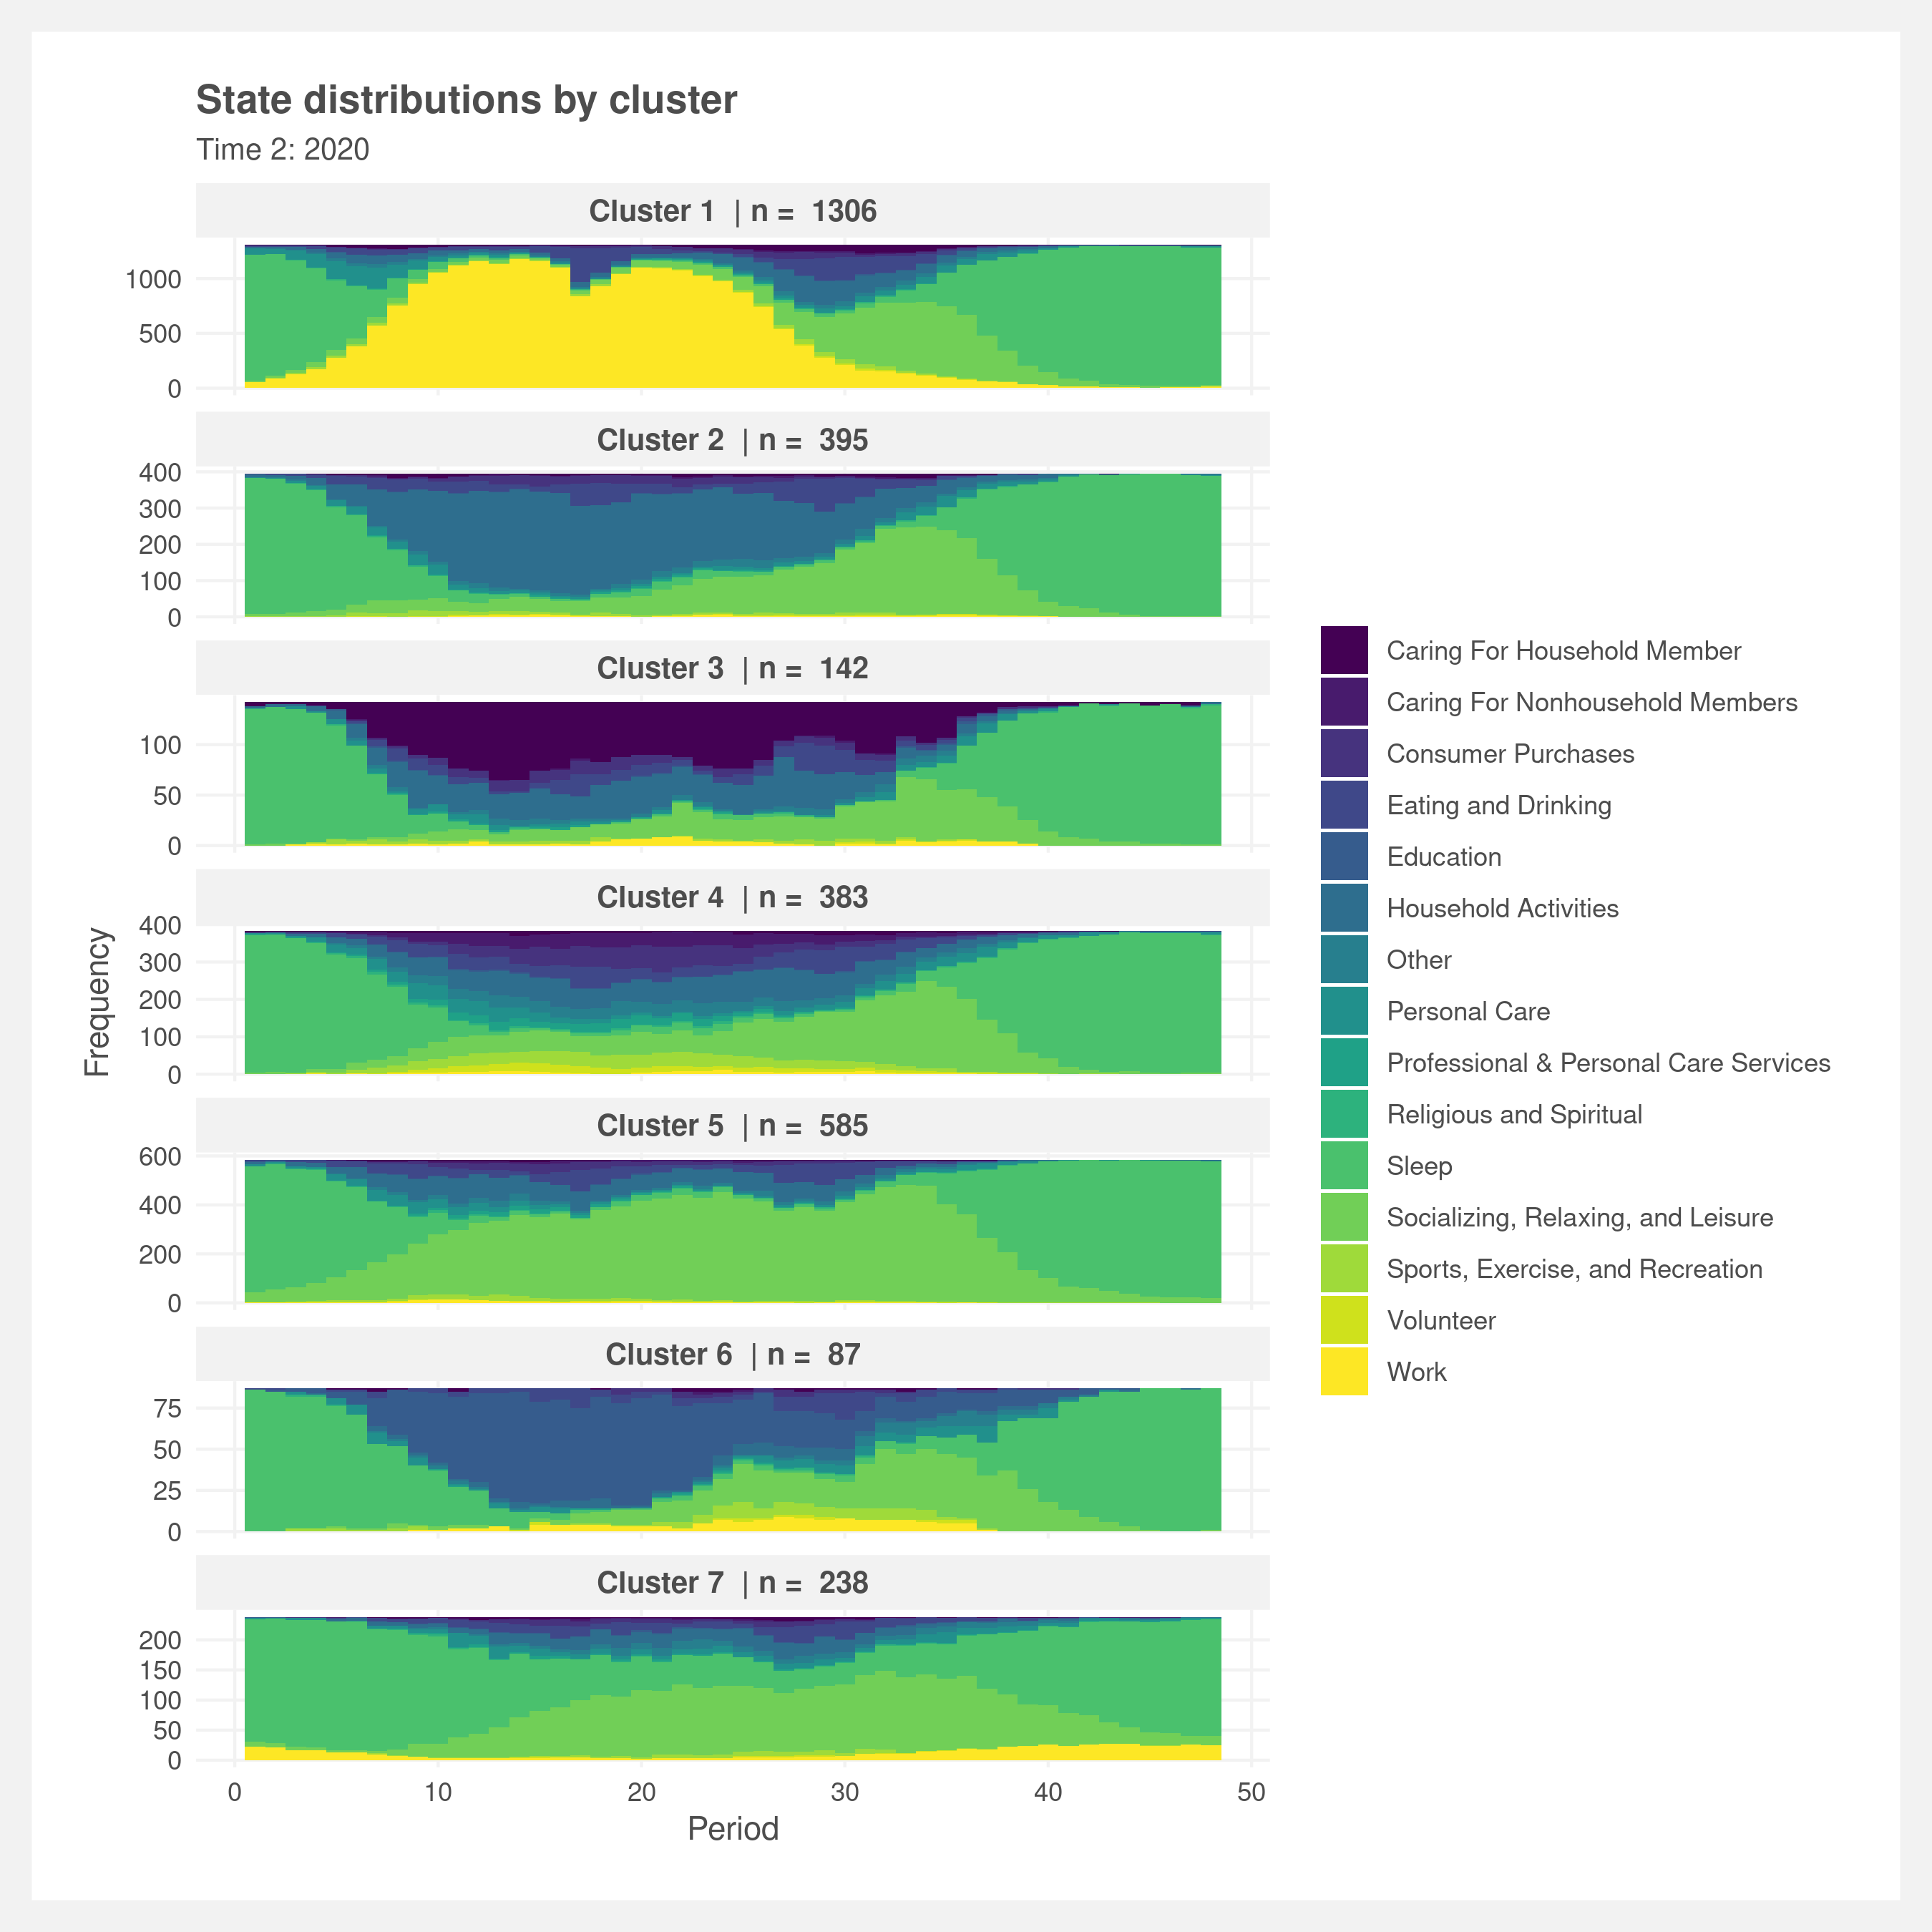 State distributions by cluster
Time 2: 2020
Cluster 1 | n = 1306
1000
500
0
Cluster 2 | n = 395
400
300
200
100
0
Cluster 3 | n = 142
100
50
0
Cluster 4 | n = 383
400
300
200
100
0
Cluster 5 | n = 585
600
400
200
0
Cluster 6 | n = 87
75
50
25
0
Cluster 7 | n = 238
200
150
100
50
0
0 10 20 30 40 50
Period
Frequency
Caring For Household Member
Caring For Nonhousehold Members
Consumer Purchases
Eating and Drinking
Education
Household Activities
Other
Personal Care
Professional & Personal Care Services
Religious and Spiritual
Sleep
Socializing, Relaxing, and Leisure
Sports, Exercise, and Recreation
Volunteer
Work